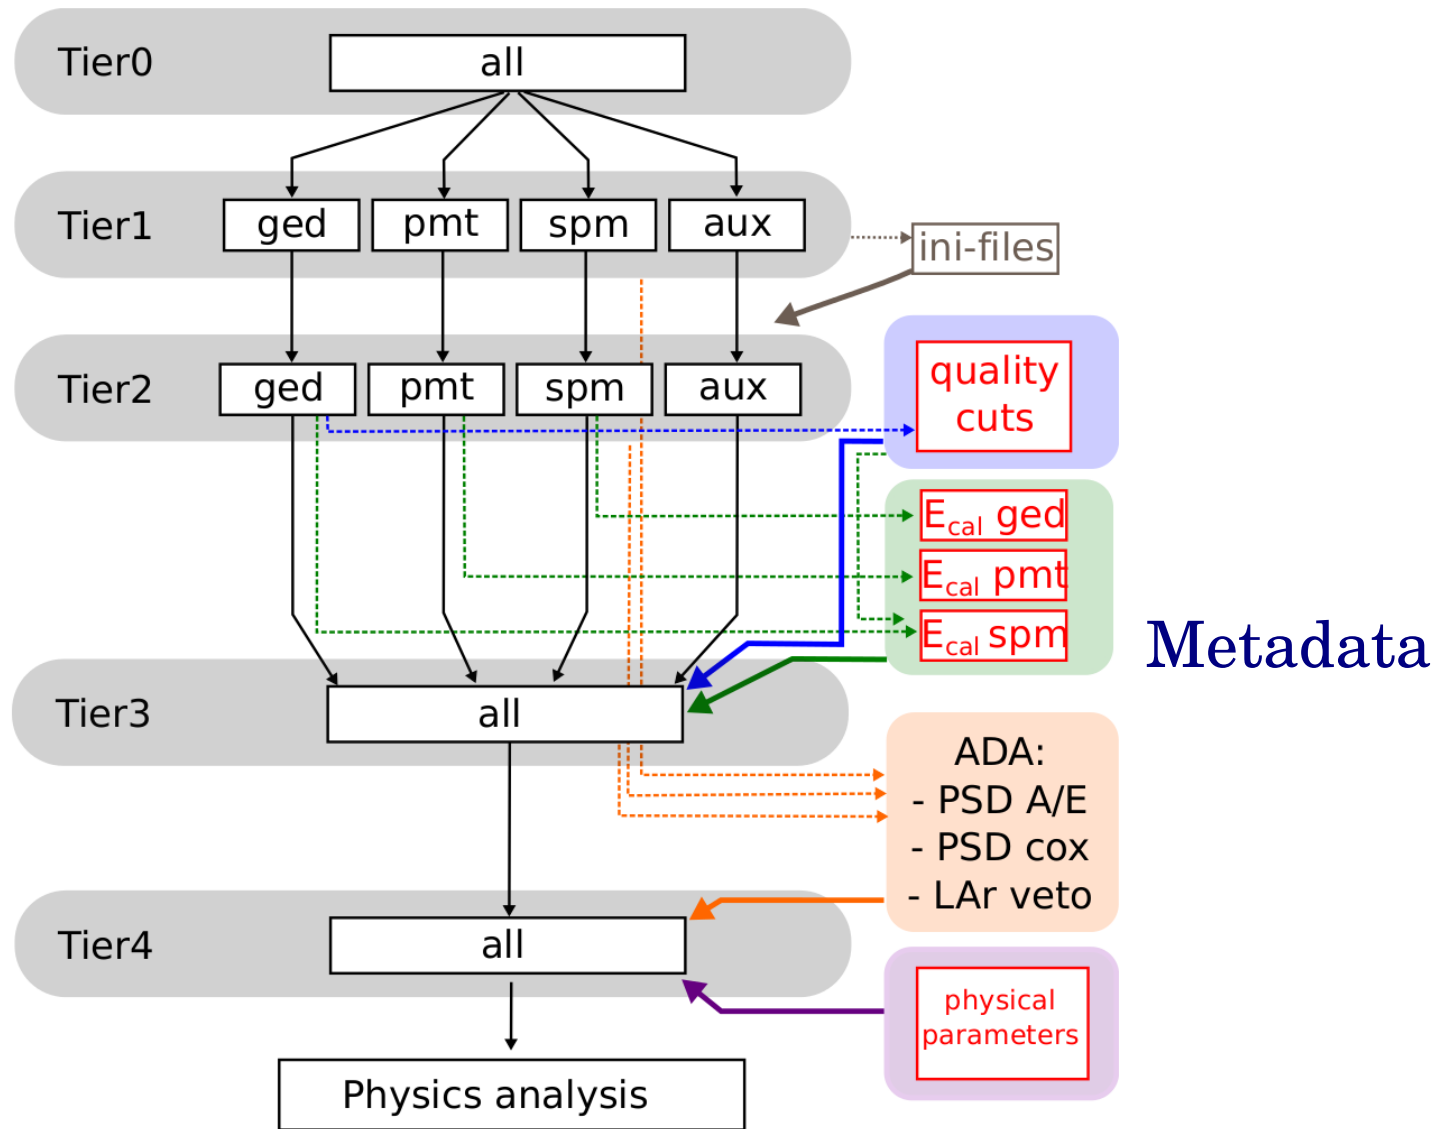 Tier0
all
Tier1
ged
pmt
spm
aux
ini-files
Tier2
ged
pmt
spm
aux
quality
cuts
Ecal ged
Ecal pmt
Ecal spm
Metadata
Tier3
all
ADA:
- PSD A/E
- PSD cox
- LAr veto
Tier4
all
physical
parameters
Physics analysis